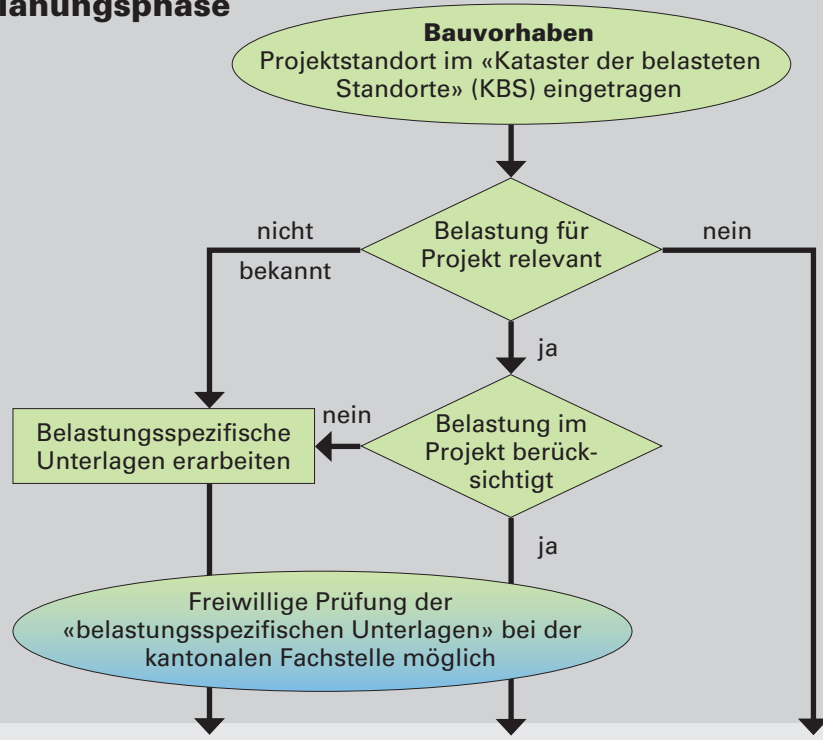 lanungsphase
Bauvorhaben
Projektstandort im «Kataster der belasteten
Standorte» (KBS) eingetragen
nicht
bekannt
Belastung für
Projekt relevant
nein
ja
Belastungsspezifische
Unterlagen erarbeiten
nein
Belastung im
Projekt berück-
sichtigt
ja
Freiwillige Prüfung der
«belastungsspezifischen Unterlagen» bei der
kantonalen Fachstelle möglich